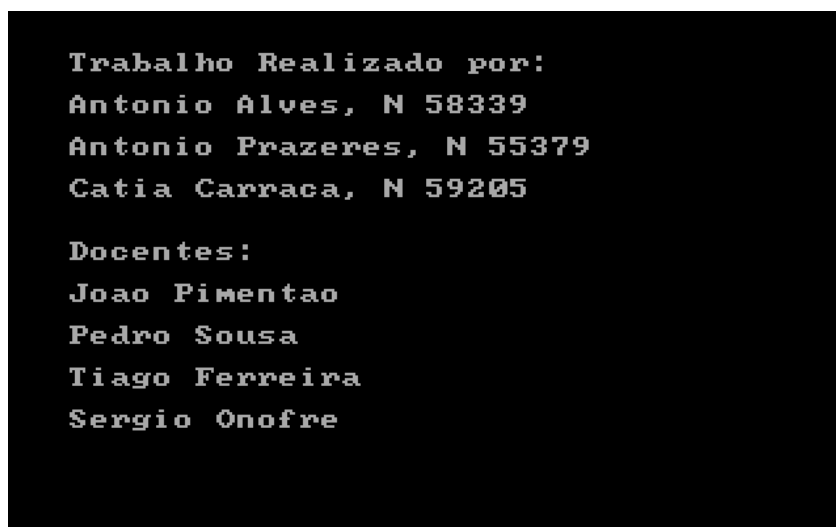 Trabalho Realizado por:
Antonio Alves, N 58339
Antonio Prazeres, N 55379
Catia Carraca, N 59205
Docentes:
Joao Pimentao
Pedro Sousa
Tiago Ferreira
Sergio Onofre